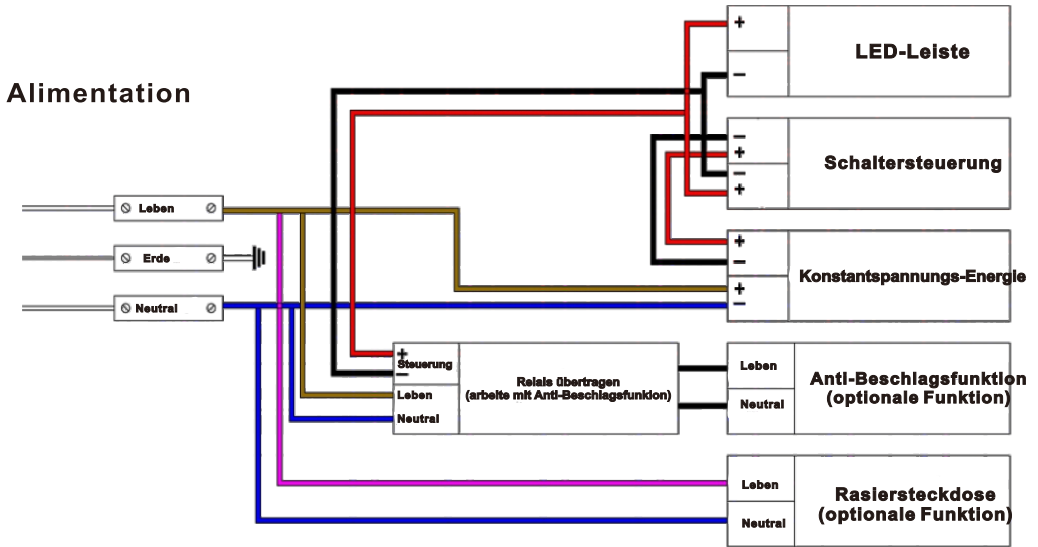 Alimentation
Leben
Erde
Neutral
+
−
LED-Leiste
−
+
−
+
Schaltersteuerung
+
−
+
−
Konstantspannungs-Energie
+
Steuerung
−
Leben
Neutral
Relais übertragen
(arbeite mit Anti-Beschlagsfunktion)
Leben
Neutral
Anti-Beschlagsfunktion
(optionale Funktion)
Leben
Neutral
Rasiersteckdose
(optionale Funktion)